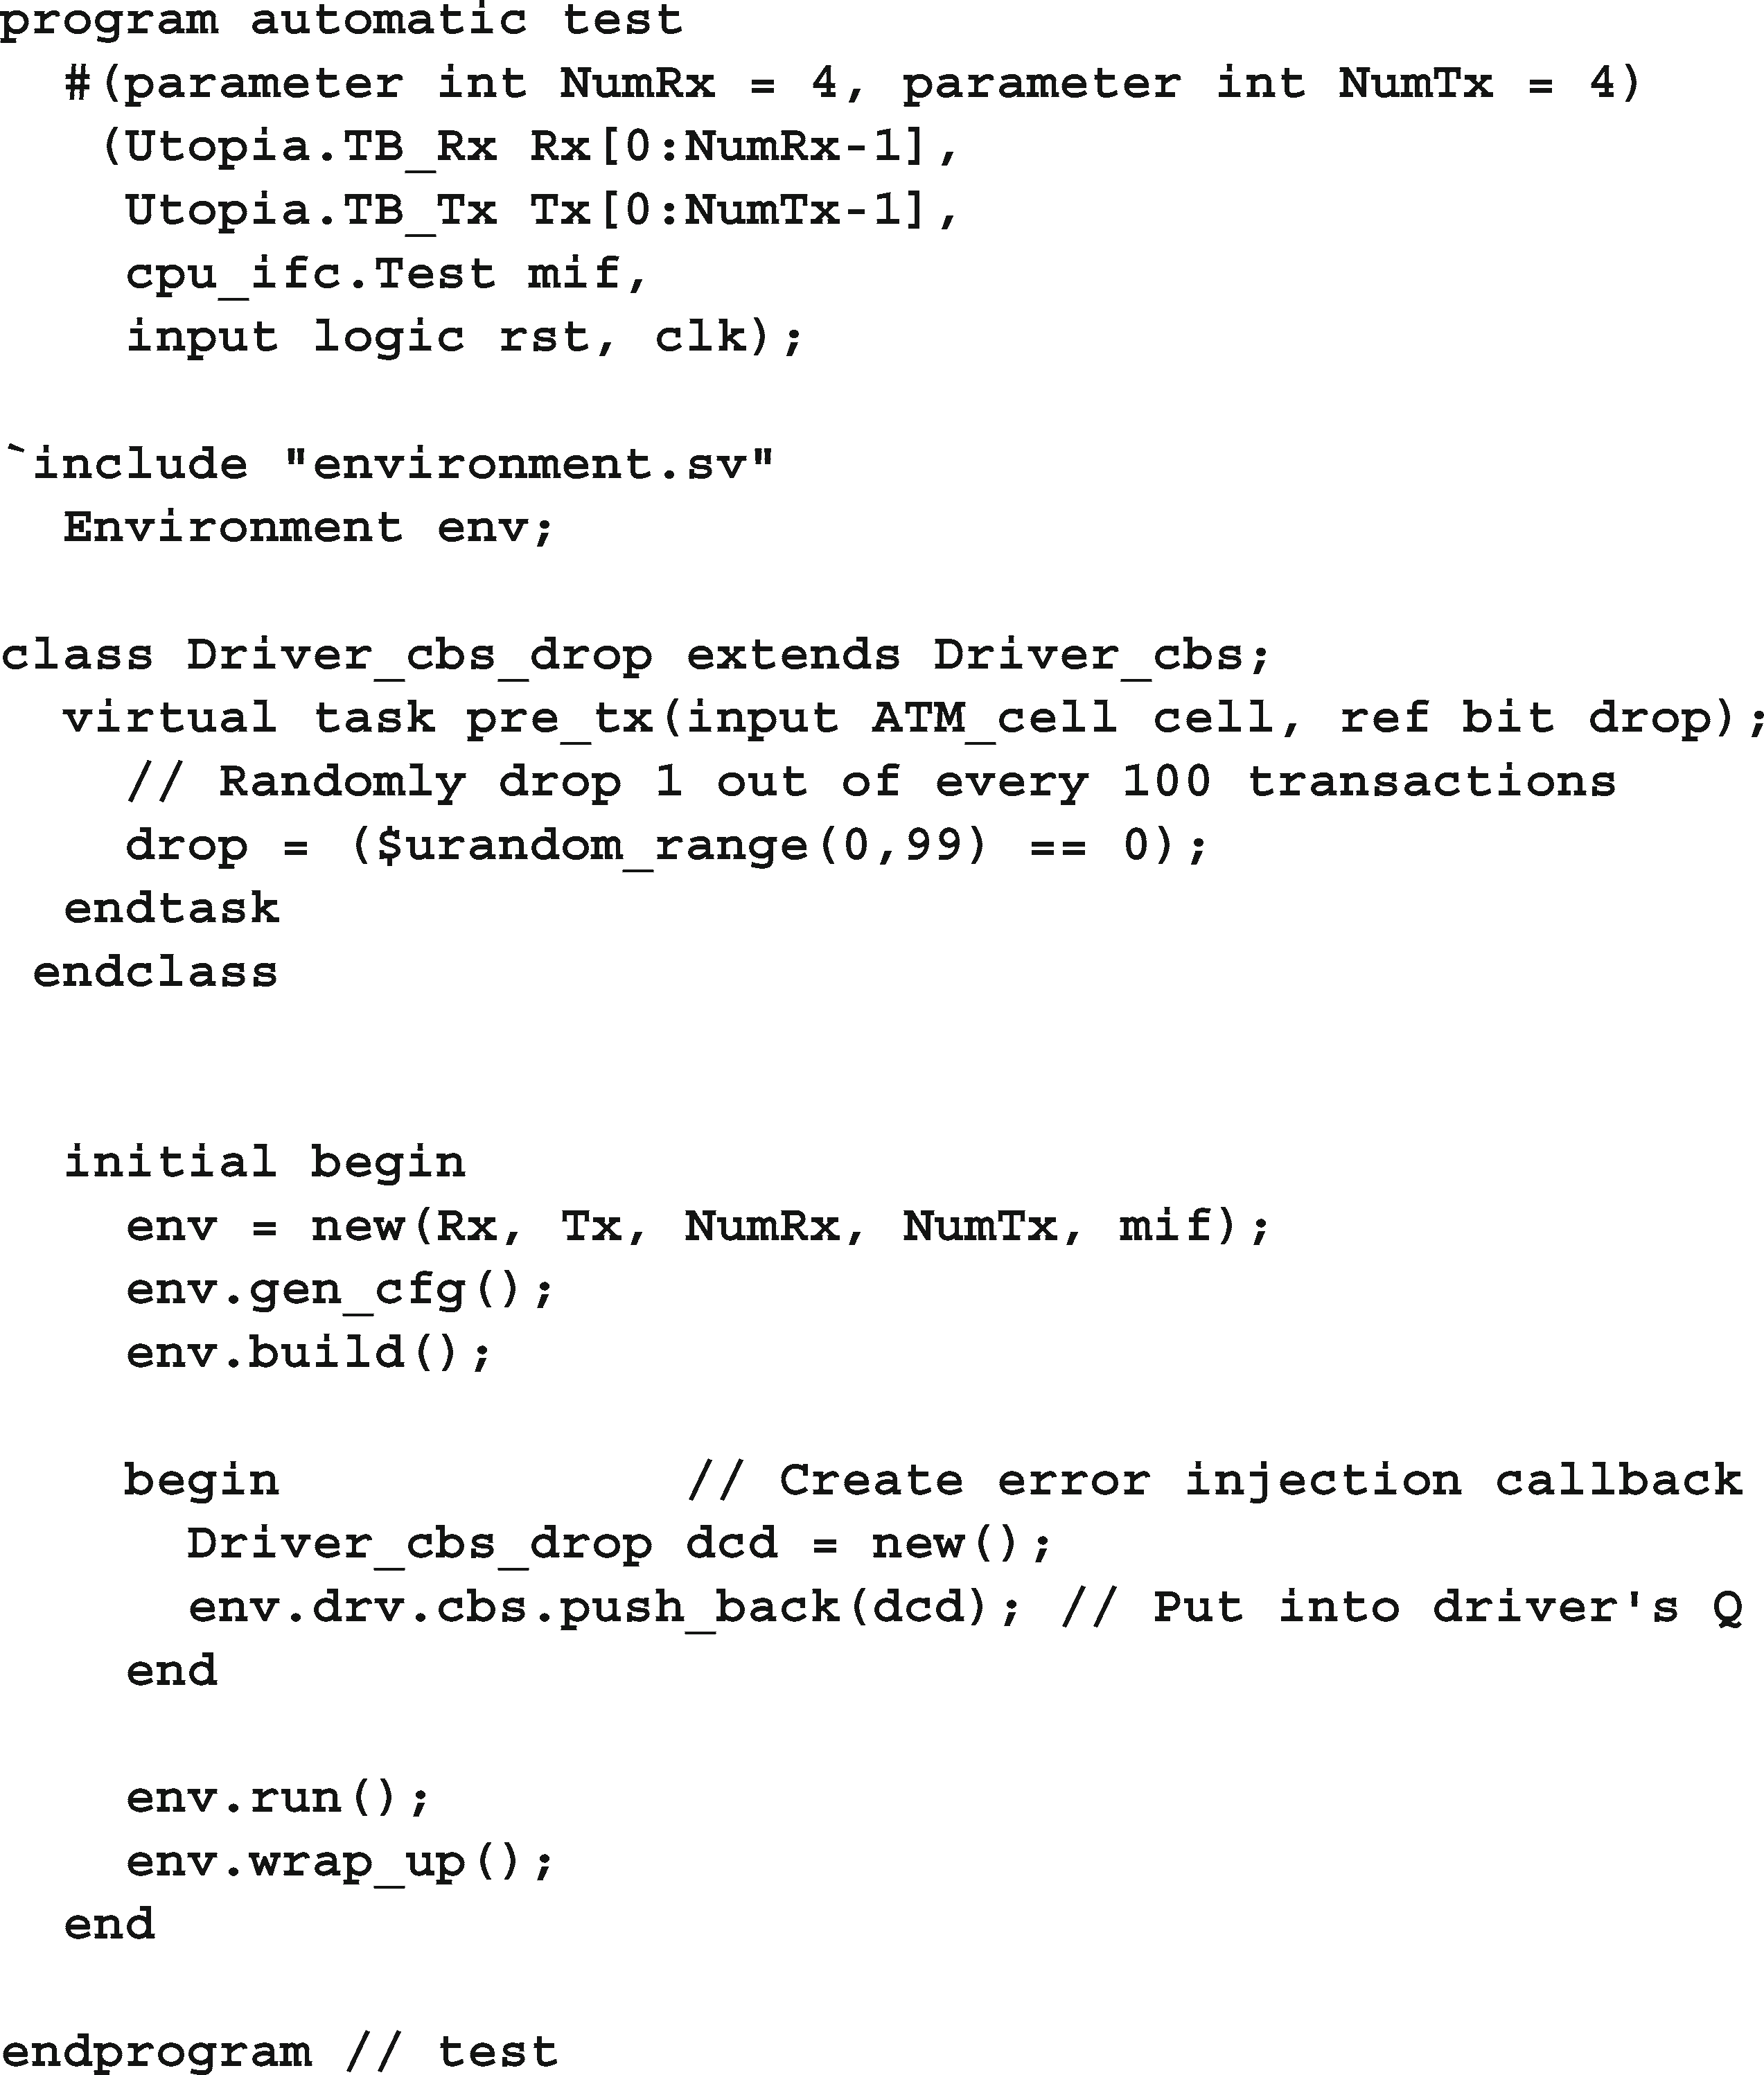 program automatic test
  #(parameter int NumRx = 4, parameter int NumTx = 4)
   (Utopia.TB_Rx Rx[0:NumRx-1],
    Utopia.TB_Tx Tx[0:NumTx-1],
    cpu_ifc.Test mif,
    input logic rst, clk);

`include "environment.sv"
  Environment env;

class Driver_cbs_drop extends Driver_cbs;
  virtual task pre_tx(input ATM_cell cell, ref bit drop);
    // Randomly drop 1 out of every 100 transactions
    drop = ($urandom_range(0,99) == 0);
  endtask
 endclass

  initial begin
    env = new(Rx, Tx, NumRx, NumTx, mif);
    env.gen_cfg();
    env.build();

    begin             // Create error injection callback
      Driver_cbs_drop dcd = new();
      env.drv.cbs.push_back(dcd); // Put into driver's Q
    end

    env.run();
    env.wrap_up();
  end

endprogram // test